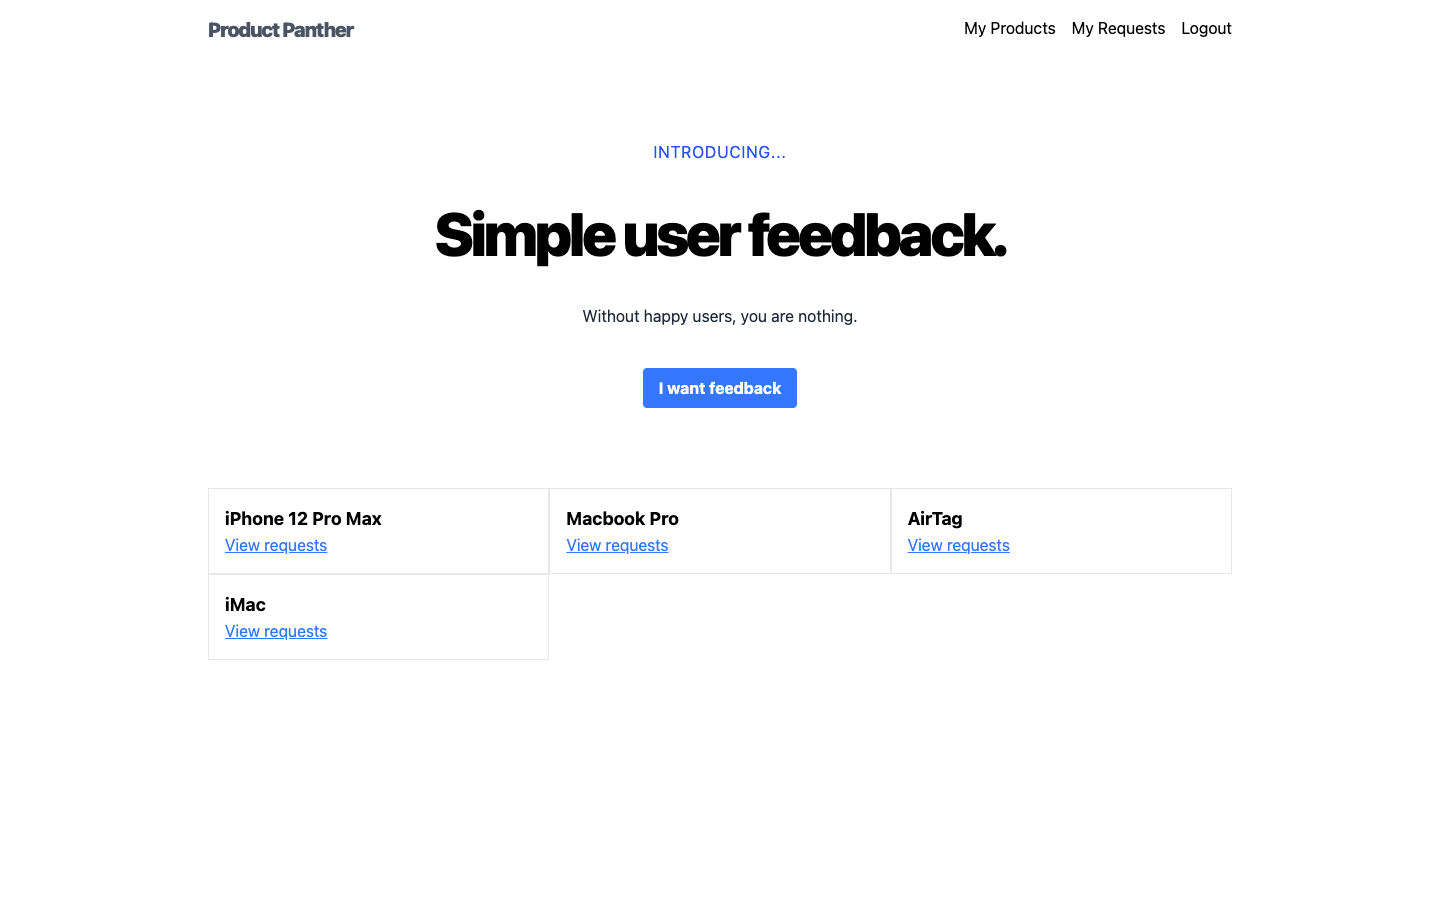 Product Panther
My Products My Requests Logout
INTRODUCING...
Simple user feedback.
Without happy users, you are nothing.
I want feedback
iPhone 12 Pro Max
View requests
Macbook Pro
View requests
AirTag
View requests
iMac
View requests